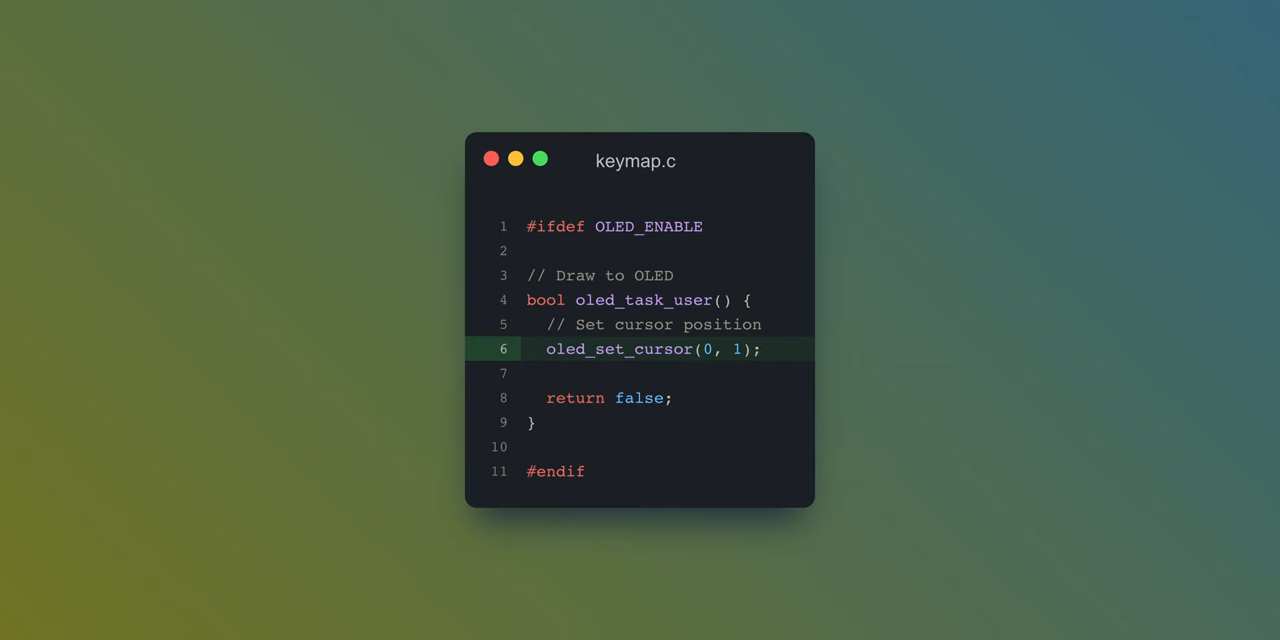 keymap.c
1 #ifdef OLED_ENABLE
2
3 // Draw to OLED
4 bool oled_task_user() {
5   // Set cursor position
6   oled_set_cursor(0, 1);
7
8   return false;
9 }
10
11 #endif